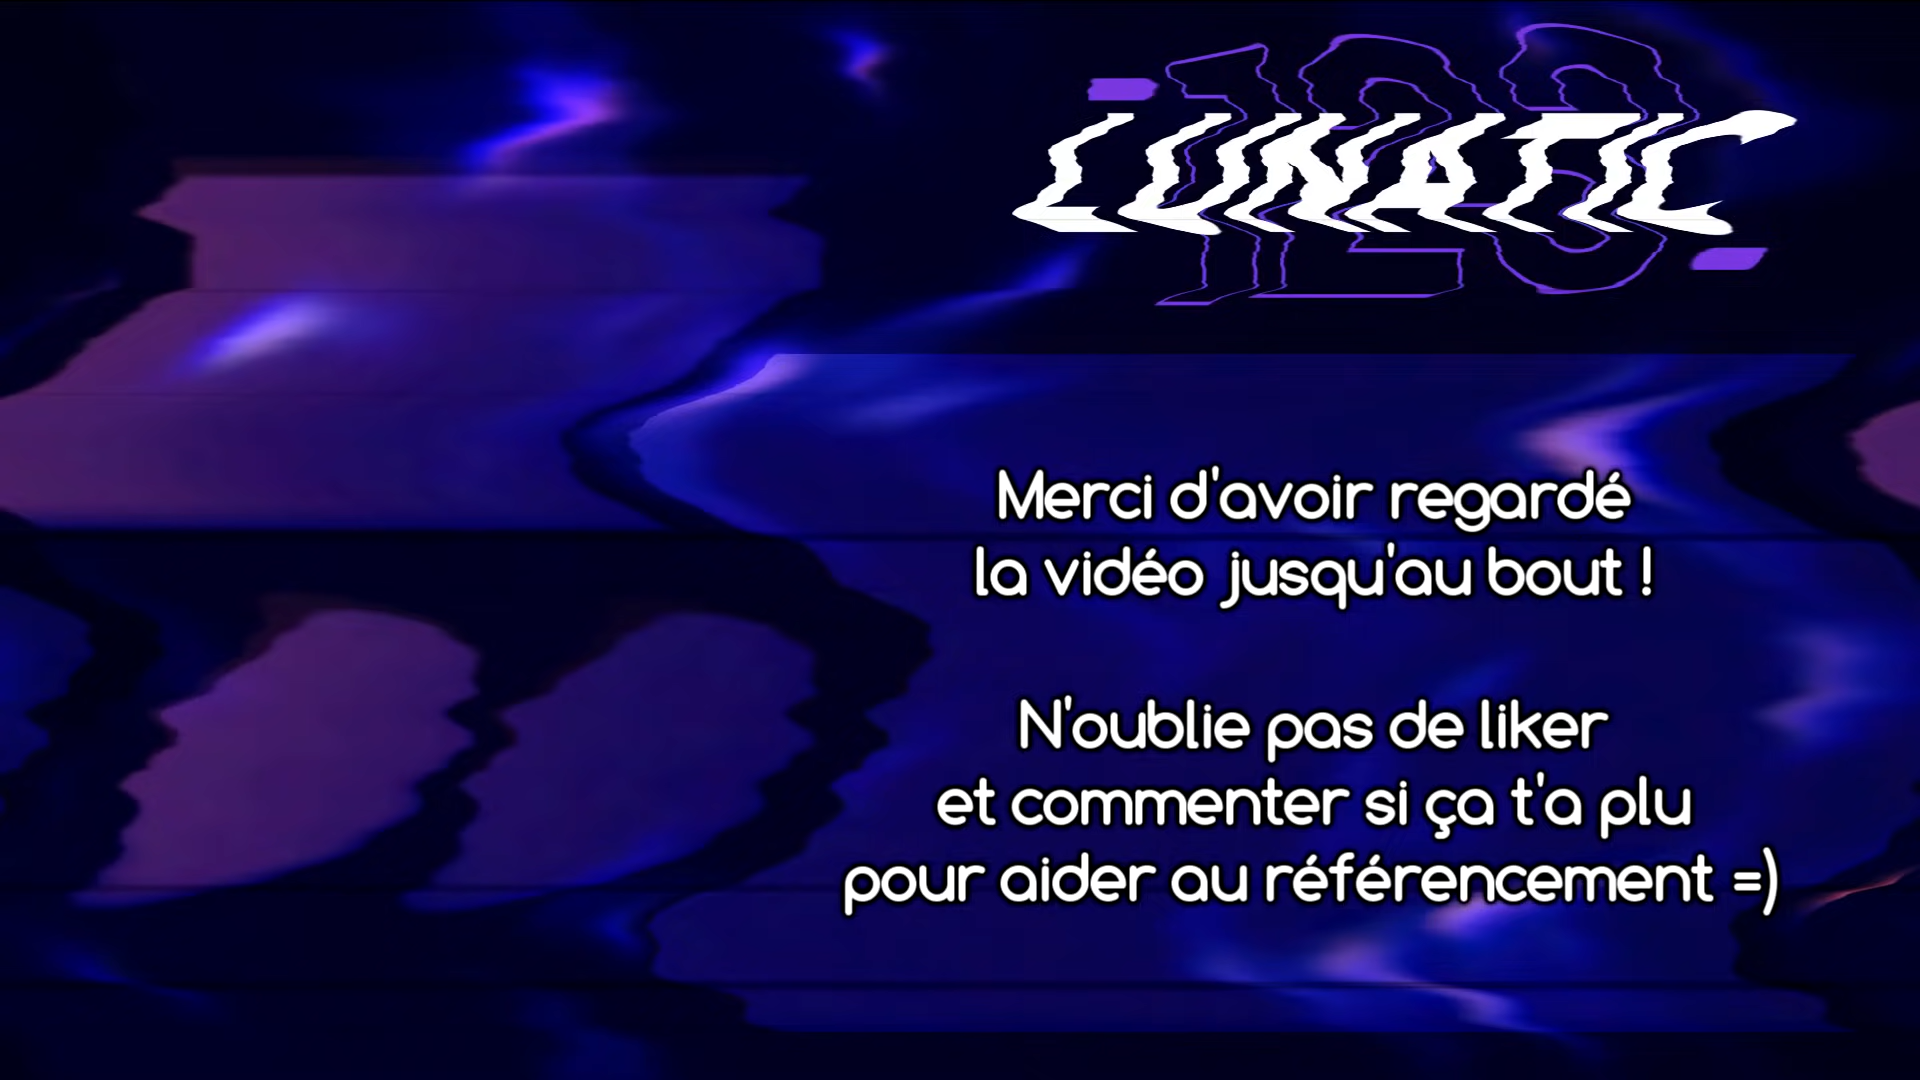 123
LUNATIC
Merci d'avoir regardé
la vidéo jusqu'au bout !
N'oublie pas de liker
et commenter si ça t'a plu
pour aider au référencement =)